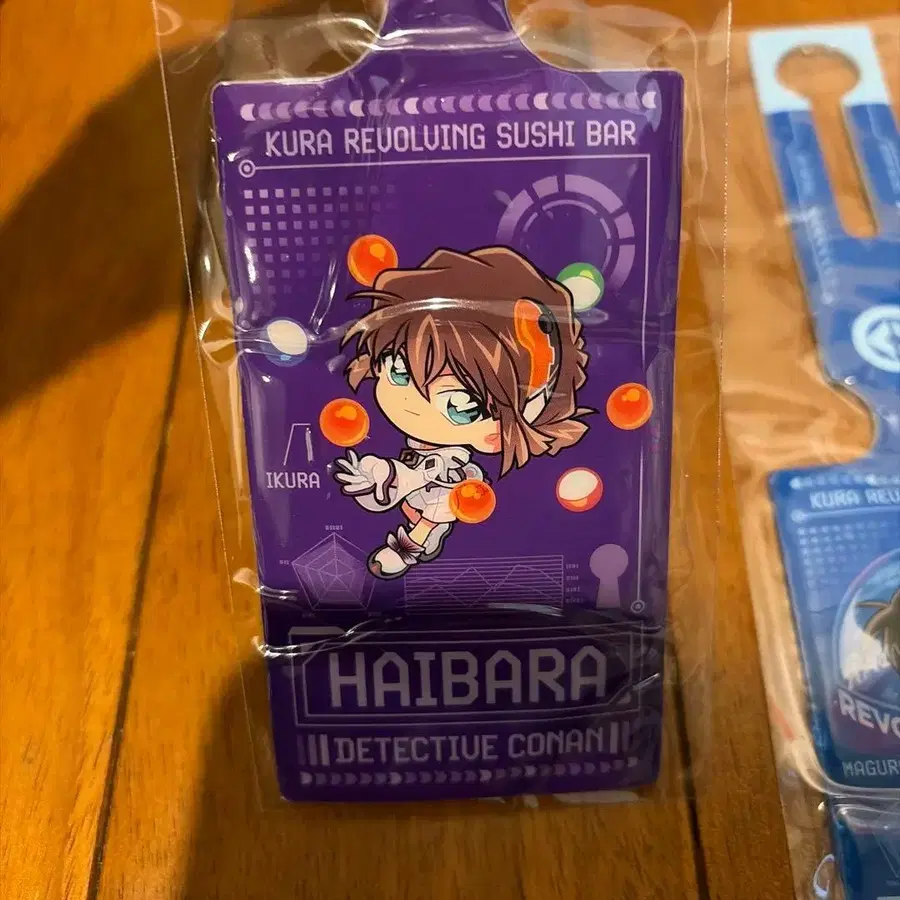 KURA REVOLVING SUSHI BAR
IKURA
HAIBARA
DETECTIVE CONAN
KURA REV
REVO
MAGUR